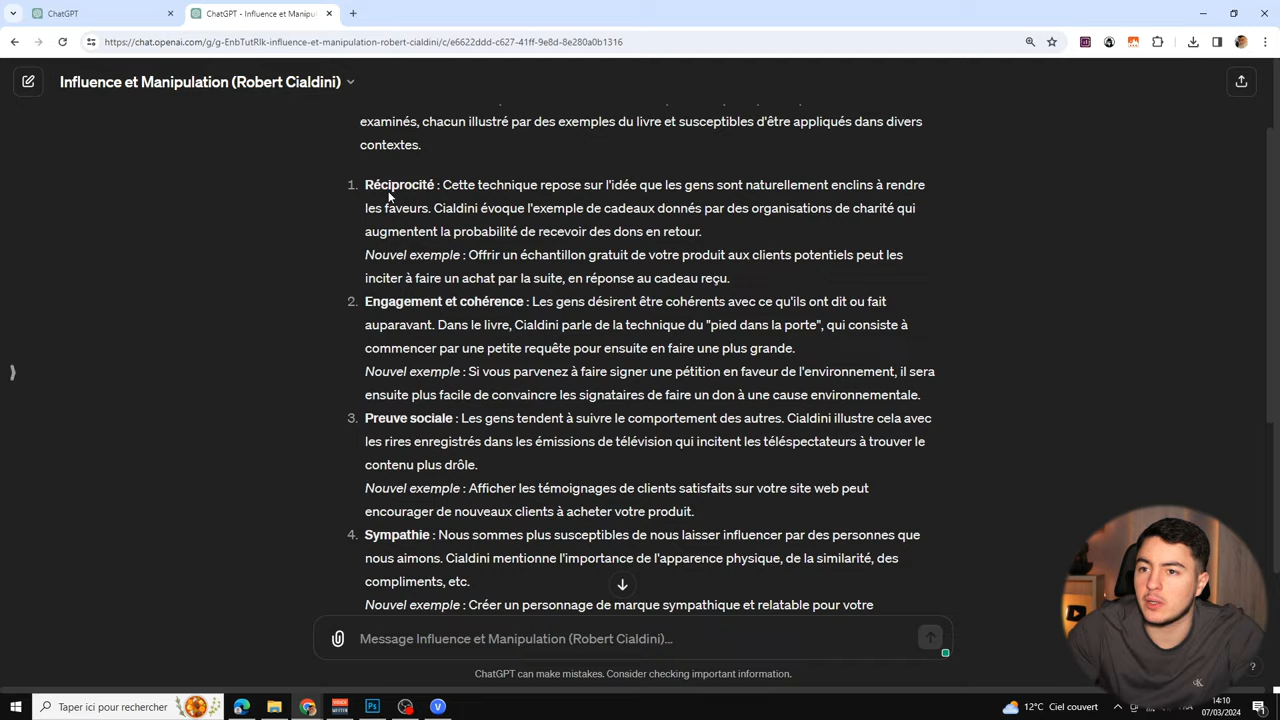 ChatGPT
ChatGPT - Influence et Manipul
https://chat.openai.com/g/g-EnbTutRlk-influence-et-manipulation-robert-cialdini/c/e6622ddd-c627-41ff-9e8d-8e280a0b1316
Influence et Manipulation (Robert Cialdini)
examinés, chacun illustré par des exemples du livre et susceptibles d'être appliqués dans divers
contextes.
1. Réciprocité : Cette technique repose sur l'idée que les gens sont naturellement enclins à rendre
les faveurs. Cialdini évoque l'exemple de cadeaux donnés par des organisations de charité qui
augmentent la probabilité de recevoir des dons en retour.
Nouvel exemple : Offrir un échantillon gratuit de votre produit aux clients potentiels peut les
inciter à faire un achat par la suite, en réponse au cadeau reçu.
2. Engagement et cohérence : Les gens désirent être cohérents avec ce qu'ils ont dit ou fait
auparavant. Dans le livre, Cialdini parle de la technique du "pied dans la porte", qui consiste à
commencer par une petite requête pour ensuite en faire une plus grande.
Nouvel exemple : Si vous parvenez à faire signer une pétition en faveur de l'environnement, il sera
ensuite plus facile de convaincre les signataires de faire un don à une cause environnementale.
3. Preuve sociale : Les gens tendent à suivre le comportement des autres. Cialdini illustre cela avec
les rires enregistrés dans les émissions de télévision qui incitent les téléspectateurs à trouver le
contenu plus drôle.
Nouvel exemple : Afficher les témoignages de clients satisfaits sur votre site web peut
encourager de nouveaux clients à acheter votre produit.
4. Sympathie : Nous sommes plus susceptibles de nous laisser influencer par des personnes que
nous aimons. Cialdini mentionne l'importance de l'apparence physique, de la similarité, des
compliments, etc.
Nouvel exemple : Créer un personnage de marque sympathique et relatable pour votre
Message Influence et Manipulation (Robert Cialdini)...
ChatGPT can make mistakes. Consider checking important information.
?
Taper ici pour rechercher
12°C Ciel couvert
FRA
14:10
07/03/2024